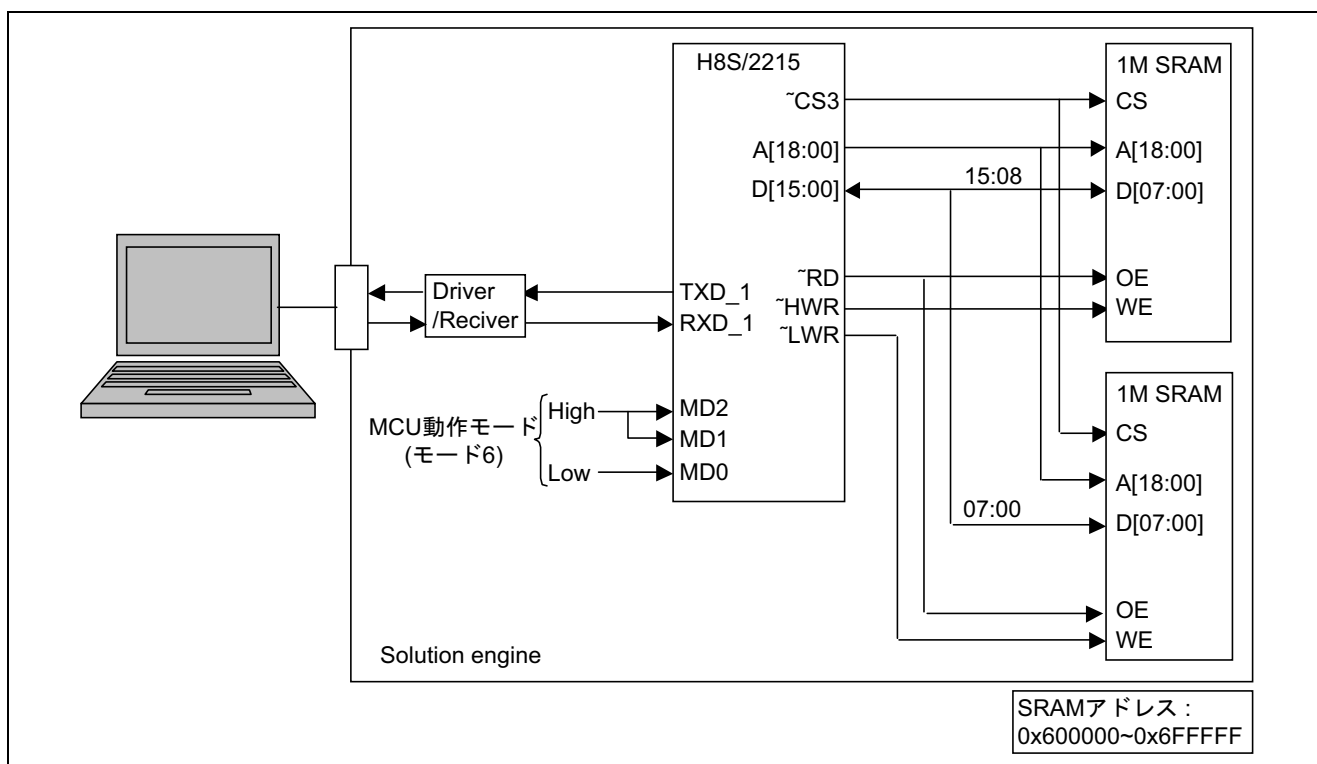 H8S/2215
~CS3
A[18:00]
D[15:00]
~RD
~HWR
~LWR
TXD_1
RXD_1
MD2
MD1
MD0
Driver
/Reciver
MCU動作モード
(モード6)
High
Low
15:08
07:00
1M SRAM
CS
A[18:00]
D[07:00]
OE
WE
1M SRAM
CS
A[18:00]
D[07:00]
OE
WE
Solution engine
SRAMアドレス：
0x600000~0x6FFFFF